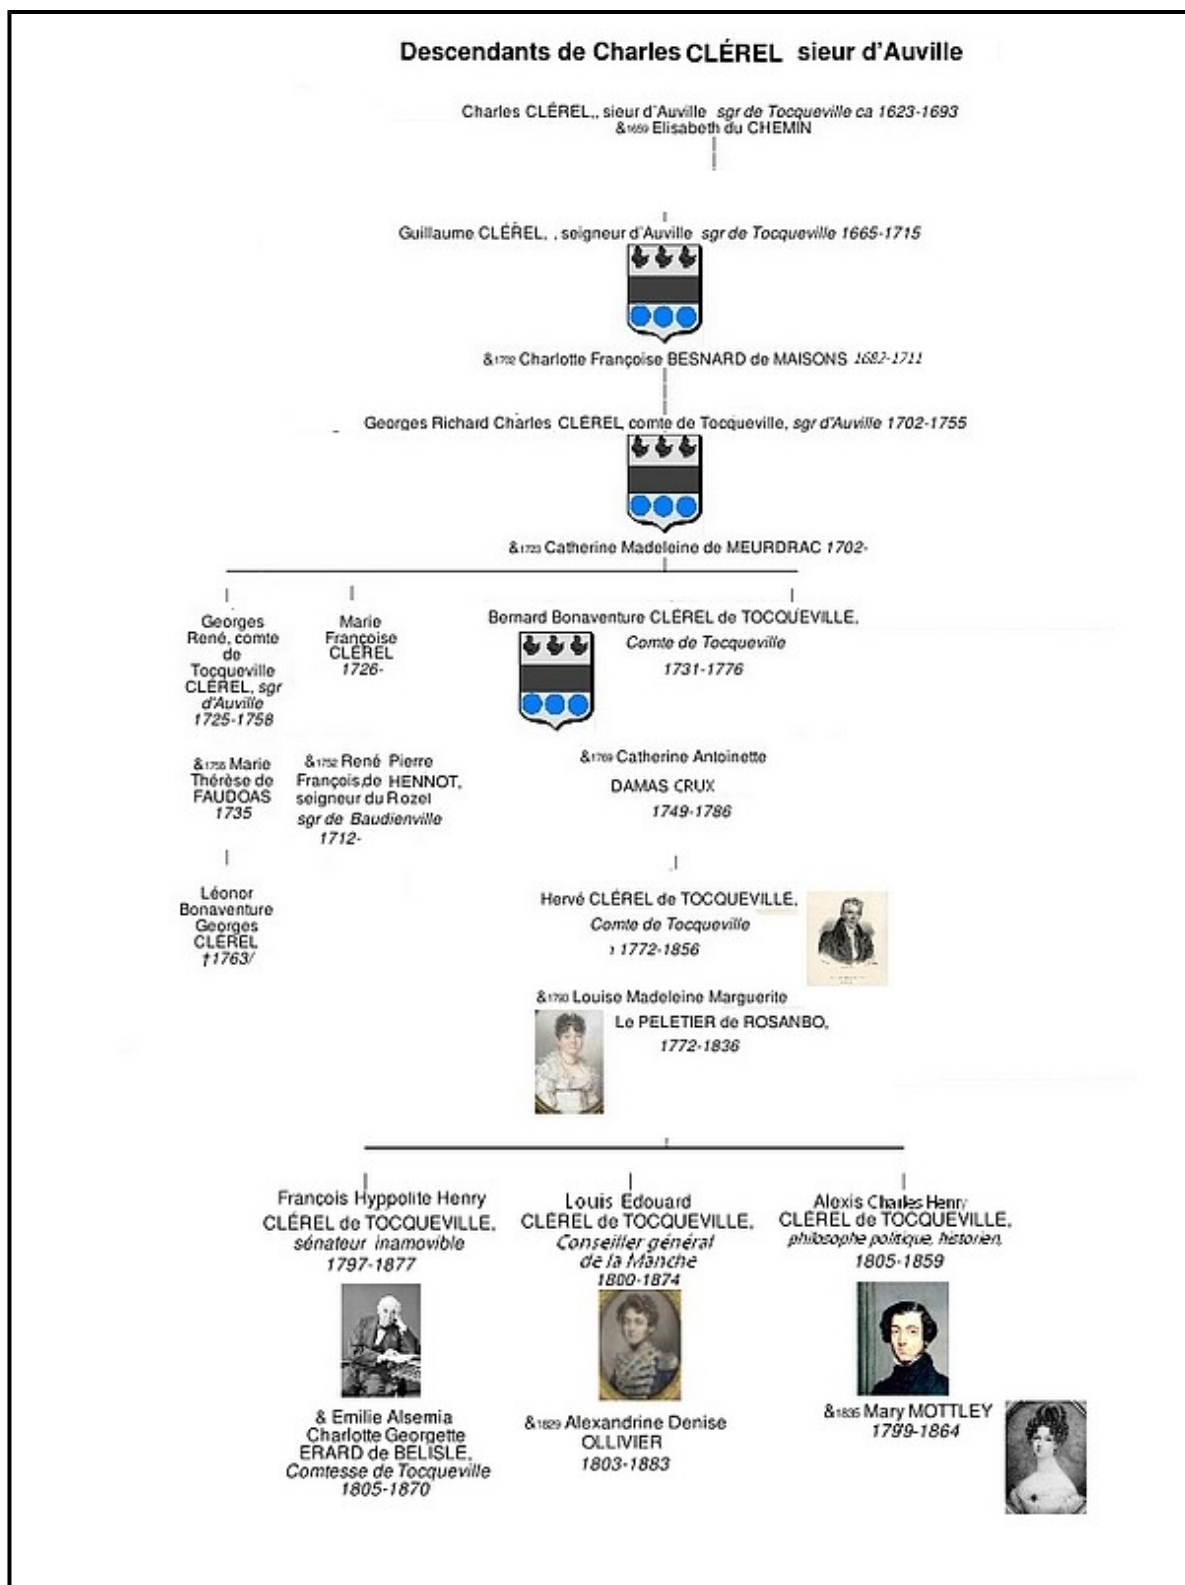 Descendants de Charles CLÉREL sieur d'Auville
Charles CLÉREL,, sieur d'Auville sgr de Tocqueville ca 1623-1693
&1659 Elisabeth du CHEMIN
Guillaume CLÉREL, , seigneur d'Auville sgr de Tocqueville 1665-1715
&1702 Charlotte Françoise BESNARD de MAISONS 1682-1711
Georges Richard Charles CLÉREL, comte de Tocqueville, sgr d'Auville 1702-1755
&1723 Catherine Madeleine de MEURDRAC 1702-
Georges
René, comte
de
Tocqueville
CLÉREL, sgr
d'Auville
1725-1758
&1755 Marie
Thérèse de
FAUDOAS
1735
Léonor
Bonaventure
Georges
CLÉREL
†1763/
Marie
Françoise
CLÉREL
1726-
&1752 René Pierre
François,de HENNOT,
seigneur du Rozel
sgr de Baudienville
1712-
Bernard Bonaventure CLÉREL de TOCQUEVILLE,
Comte de Tocqueville
1731-1776
&1769 Catherine Antoinette
DAMAS CRUX
1749-1786
Hervé CLÉREL de TOCQUEVILLE,
Comte de Tocqueville
1772-1856
&1793 Louise Madeleine Marguerite
Le PELETIER de ROSANBO,
1772-1836
François Hyppolite Henry
CLÉREL de TOCQUEVILLE,
sénateur inamovible
1797-1877
& Emilie Alsemia
Charlotte Georgette
ERARD de BELISLE,
Comtesse de Tocqueville
1805-1870
Louis Edouard
CLÉREL de TOCQUEVILLE,
Conseiller général
de la Manche
1800-1874
&1829 Alexandrine Denise
OLLIVIER
1803-1883
Alexis Charles Henry
CLÉREL de TOCQUEVILLE,
philosophe politique, historien,
1805-1859
&1835 Mary MOTTLEY
1799-1864